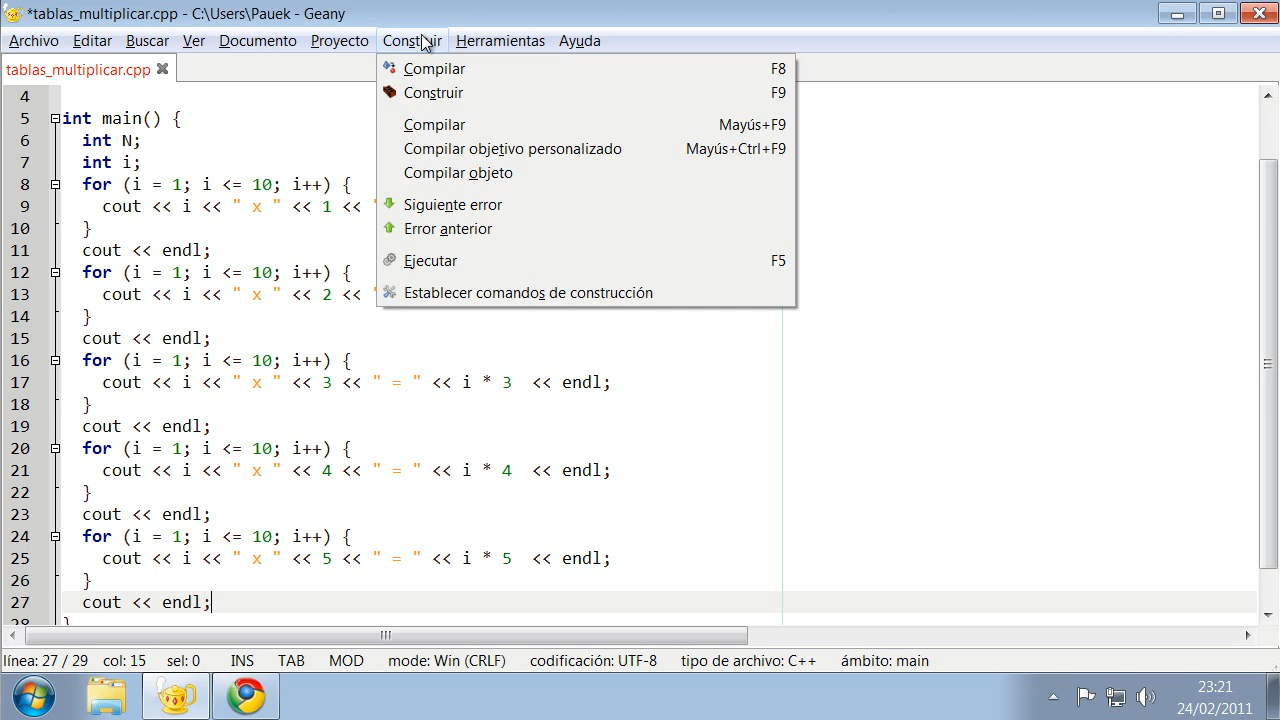 *tablas_multiplicar.cpp - C:\Users\Pauek - Geany
Archivo Editar Buscar Ver Documento Proyecto Construir Herramientas Ayuda
tablas_multiplicar.cpp
Compilar F8
Construir F9
Compilar Mayús+F9
Compilar objetivo personalizado Mayús+Ctrl+F9
Compilar objeto
Siguiente error
Error anterior
Ejecutar F5
Establecer comandos de construcción
4
5 int main() {
6 int N;
7 int i;
8 for (i = 1; i <= 10; i++) {
9 cout << i << " x " << 1 << "
10 }
11 cout << endl;
12 for (i = 1; i <= 10; i++) {
13 cout << i << " x " << 2 << "
14 }
15 cout << endl;
16 for (i = 1; i <= 10; i++) {
17 cout << i << " x " << 3 << " = " << i * 3  << endl;
18 }
19 cout << endl;
20 for (i = 1; i <= 10; i++) {
21 cout << i << " x " << 4 << " = " << i * 4  << endl;
22 }
23 cout << endl;
24 for (i = 1; i <= 10; i++) {
25 cout << i << " x " << 5 << " = " << i * 5  << endl;
26 }
27 cout << endl;
28 }
línea: 27 / 29 col: 15 sel: 0 INS TAB MOD mode: Win (CRLF) codificación: UTF-8 tipo de archivo: C++ ámbito: main
23:21
24/02/2011